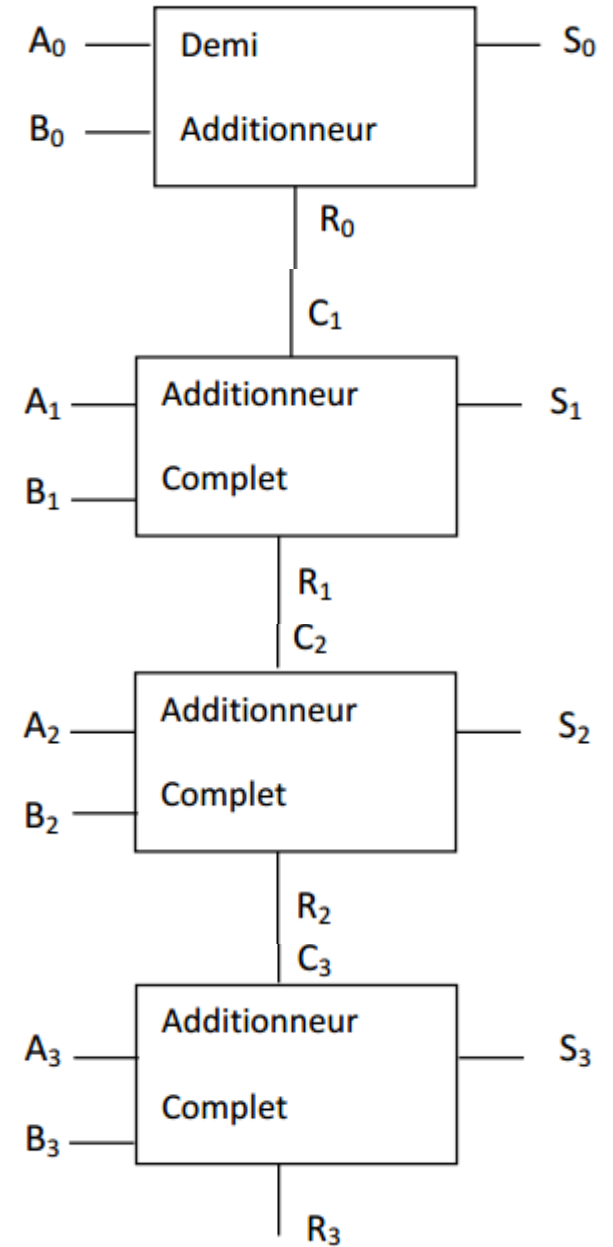 A₀ Demi S₀
B₀ Additionneur
R₀
C₁
A₁ Additionneur S₁
B₁ Complet
R₁
C₂
A₂ Additionneur S₂
B₂ Complet
R₂
C₃
A₃ Additionneur S₃
B₃ Complet
R₃